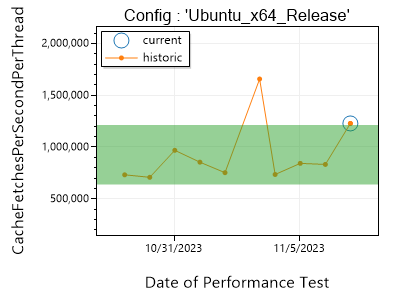 Config : 'Ubuntu_x64_Release'
CacheFetchesPerSecondPerThread
current
historic
2,000,000
1,500,000
1,000,000
500,000
10/31/2023
11/5/2023
Date of Performance Test